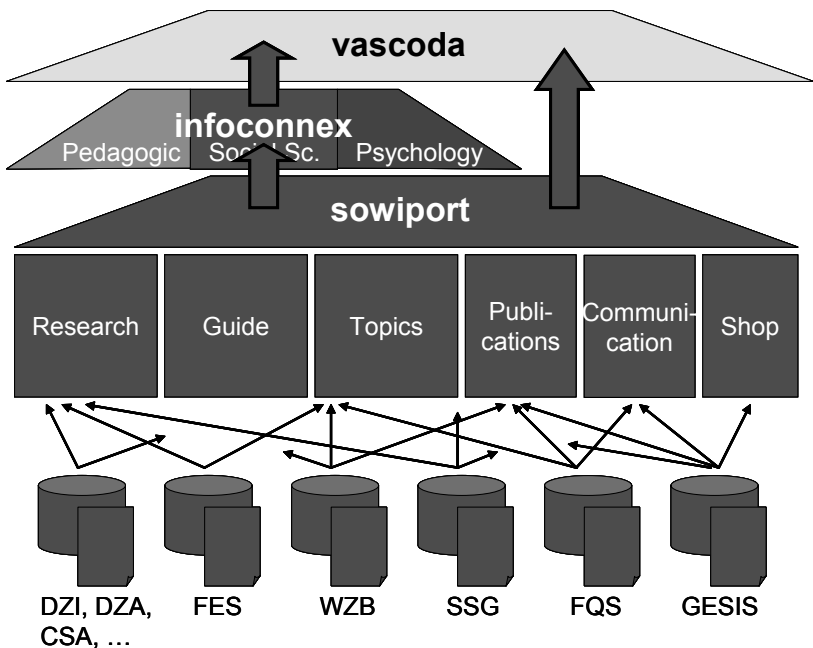 vascoda
infoconnex
Pedagogic Social Sc. Psychology
sowiport
Research
Guide
Topics
Publi-
cations
Communi-
cation
Shop
DZI, DZA,
CSA, …
FES
WZB
SSG
FQS
GESIS